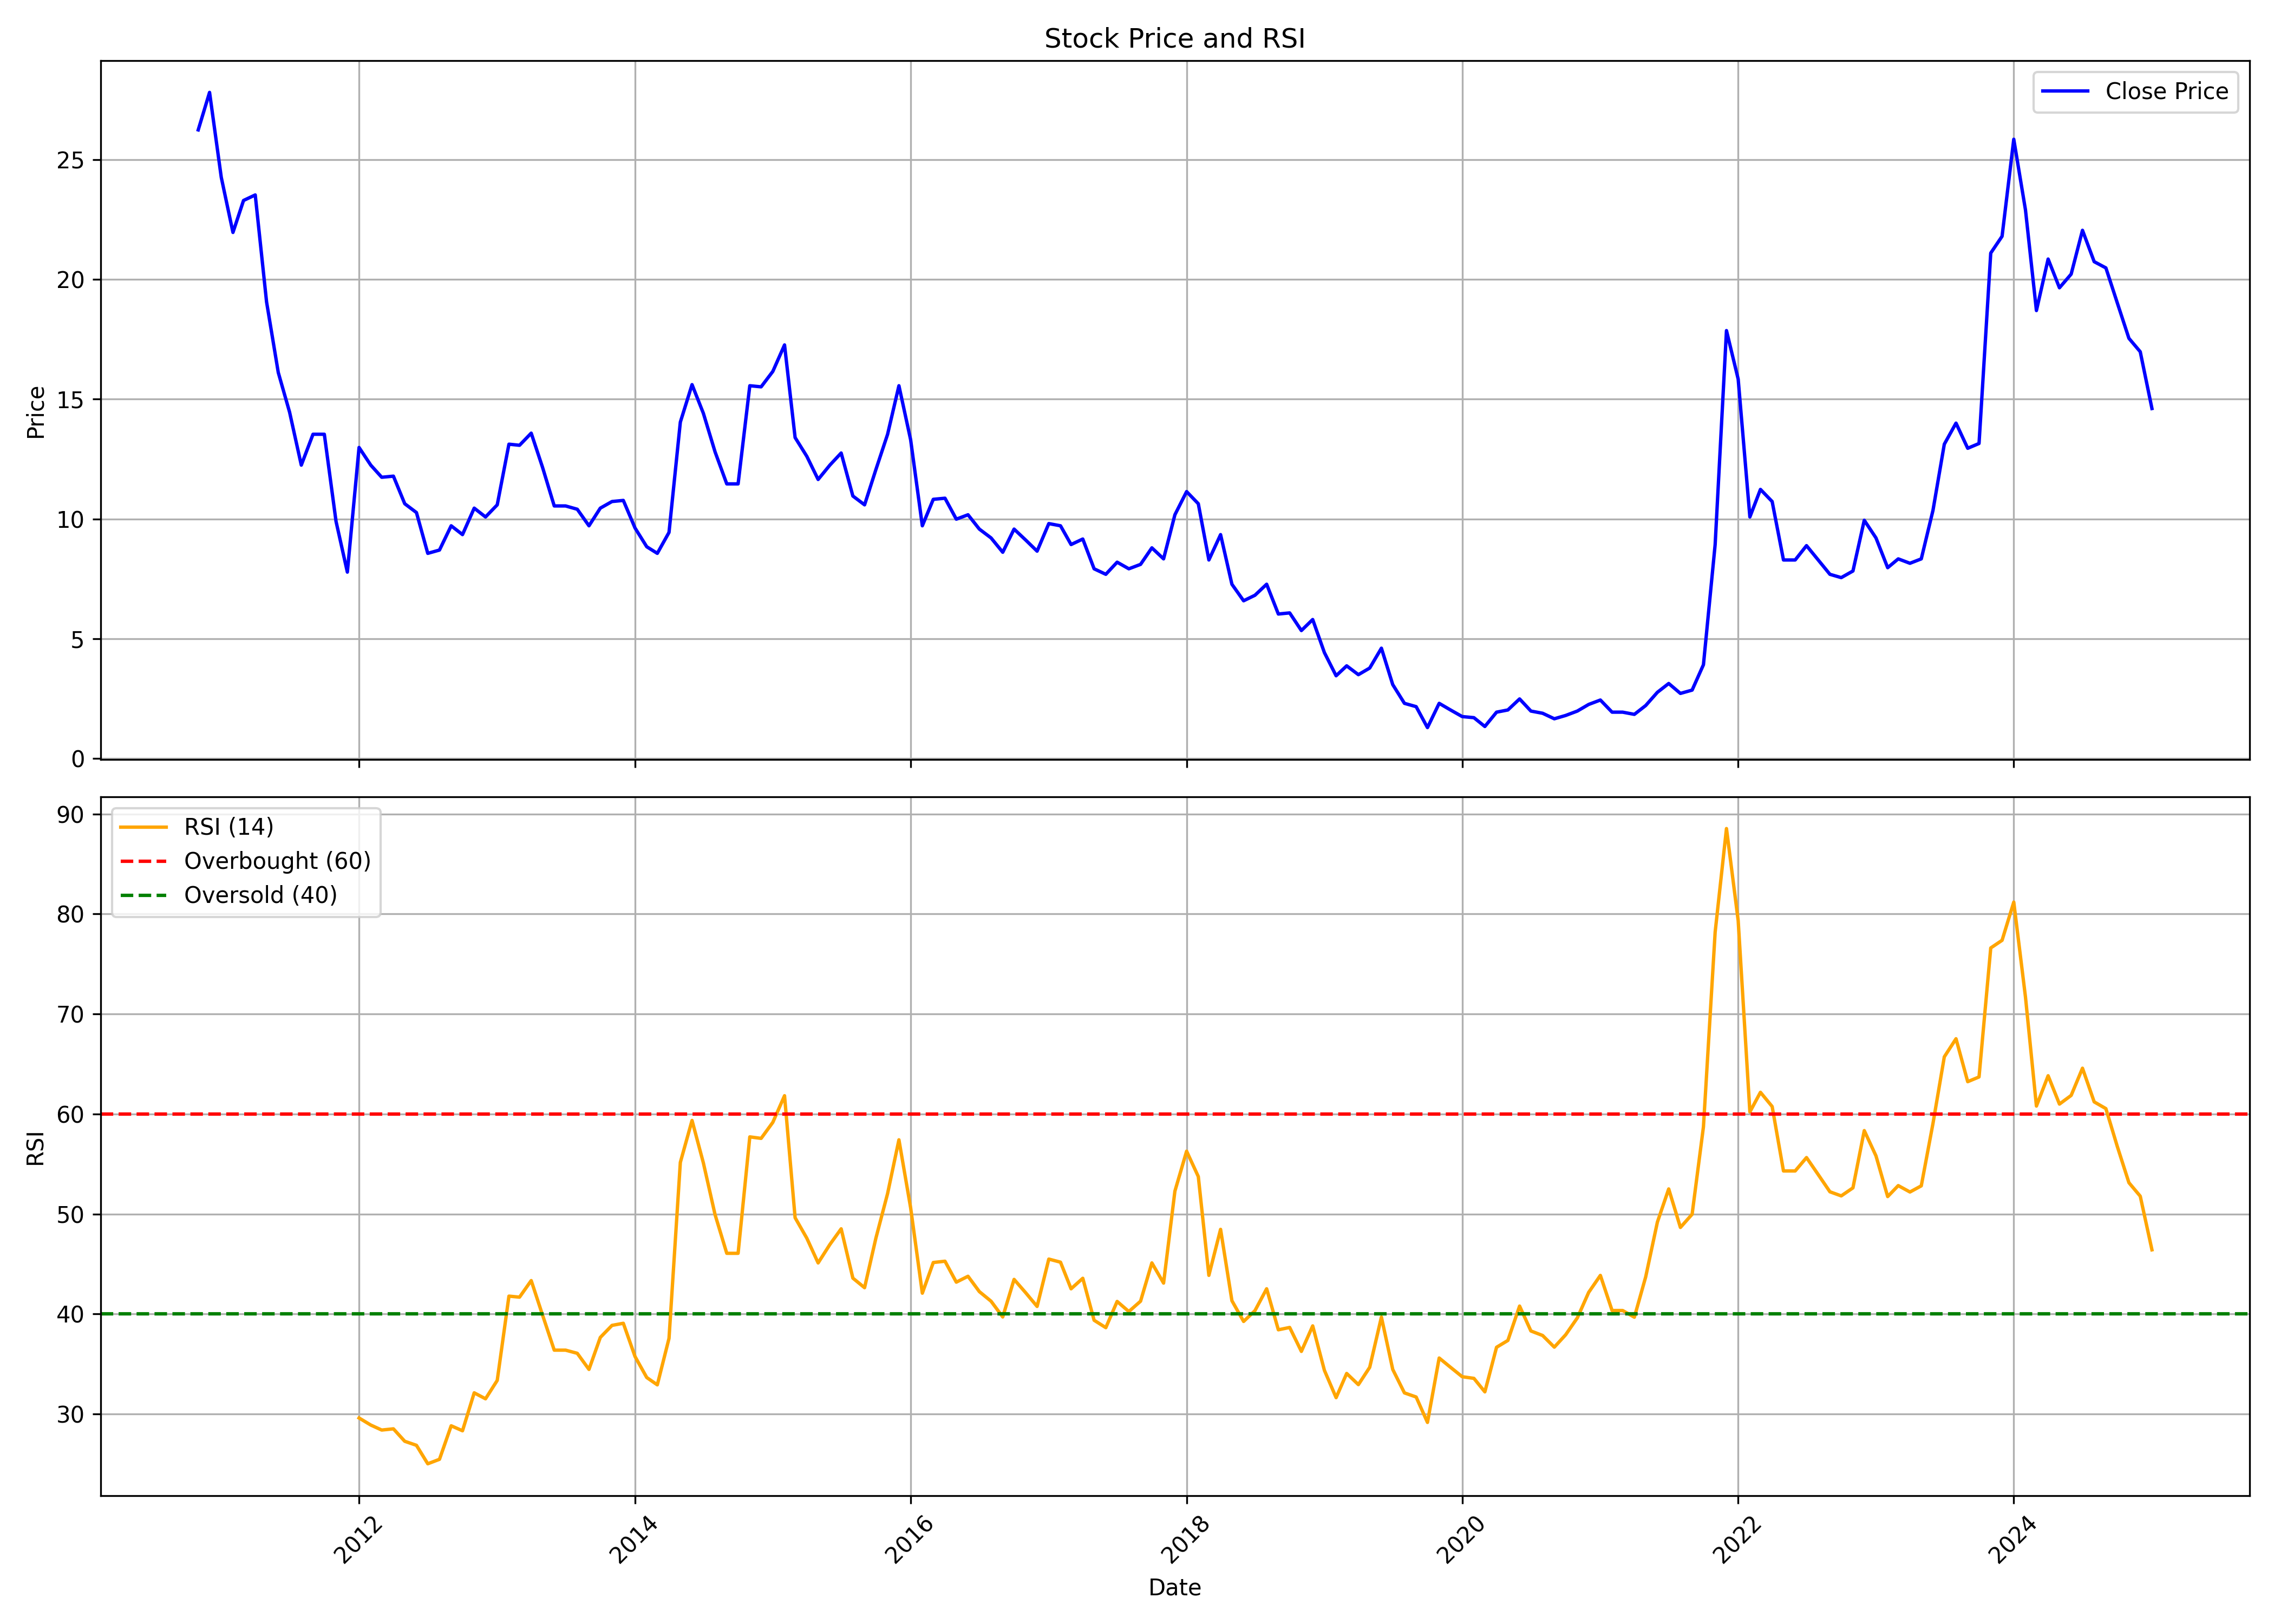 Stock Price and RSI
Close Price
Price
25
20
15
10
5
0
RSI (14)
Overbought (60)
Oversold (40)
RSI
90
80
70
60
50
40
30
2012
2014
2016
2018
2020
2022
2024
Date